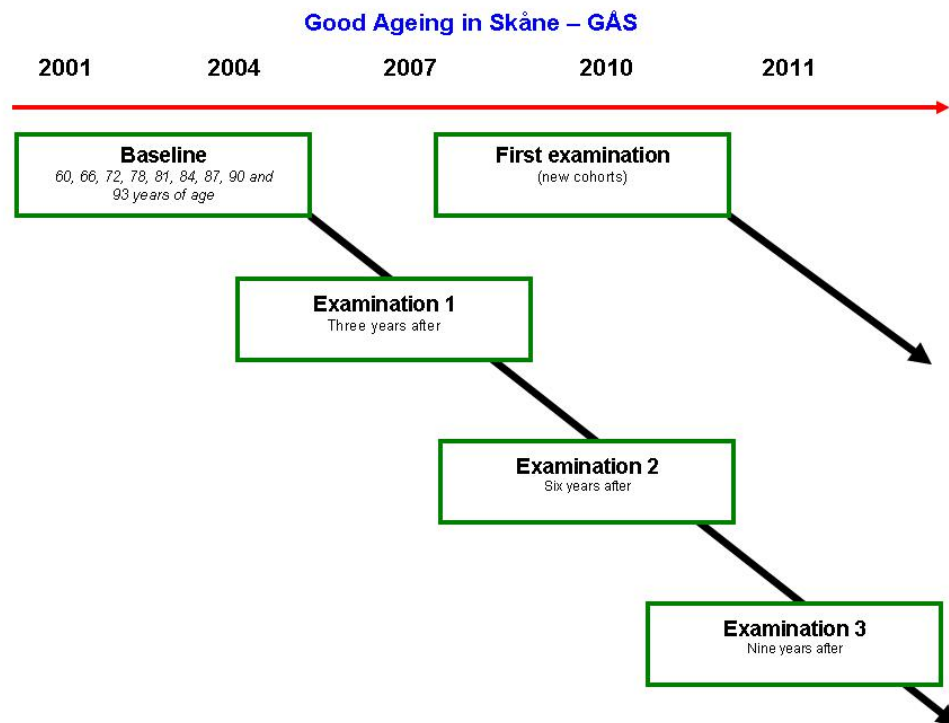 Good Ageing in Skåne – GÅS
2001 2004 2007 2010 2011
Baseline
60, 66, 72, 78, 81, 84, 87, 90 and
93 years of age
First examination
(new cohorts)
Examination 1
Three years after
Examination 2
Six years after
Examination 3
Nine years after